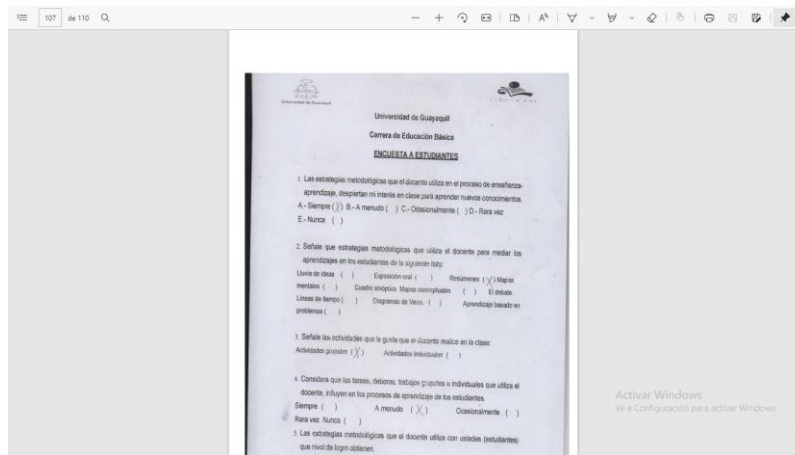 107 de 110
Universidad de Guayaquil
Universidad de Guayaquil
Carrera de Educación Básica
ENCUESTA A ESTUDIANTES
1. Las estrategias metodológicas que el docente utiliza en el proceso de enseñanza-
aprendizaje, despiertan mi interés en clase para aprender nuevos conocimientos.
A.- Siempre (X) B.- A menudo ( ) C.- Ocasionalmente ( ) D.- Rara vez
E.- Nunca ( )
2. Señale que estrategias metodológicas que utiliza el docente para mediar los
aprendizajes en los estudiantes de la siguiente lista:
Lluvia de ideas ( ) Exposición oral ( ) Resúmenes (X) Mapas
mentales ( ) Cuadro sinóptico Mapas conceptuales ( ) El debate
Líneas de tiempo ( ) Diagramas de Venn. ( ) Aprendizaje basado en
problemas ( )
3. Señale las actividades que le gusta que el docente realice en la clase:
Actividades grupales (X) Actividades individuales ( )
4. Considera que las tareas, deberes, trabajos grupales e individuales que utiliza el
docente, influyen en los procesos de aprendizaje de los estudiantes.
Siempre ( ) A menudo (X) Ocasionalmente ( )
Rara vez Nunca ( )
5. Las estrategias metodológicas que el docente utiliza con ustedes (estudiantes)
que nivel de logro obtienen.
Activar Windows
Ve a Configuración para activar Windows.